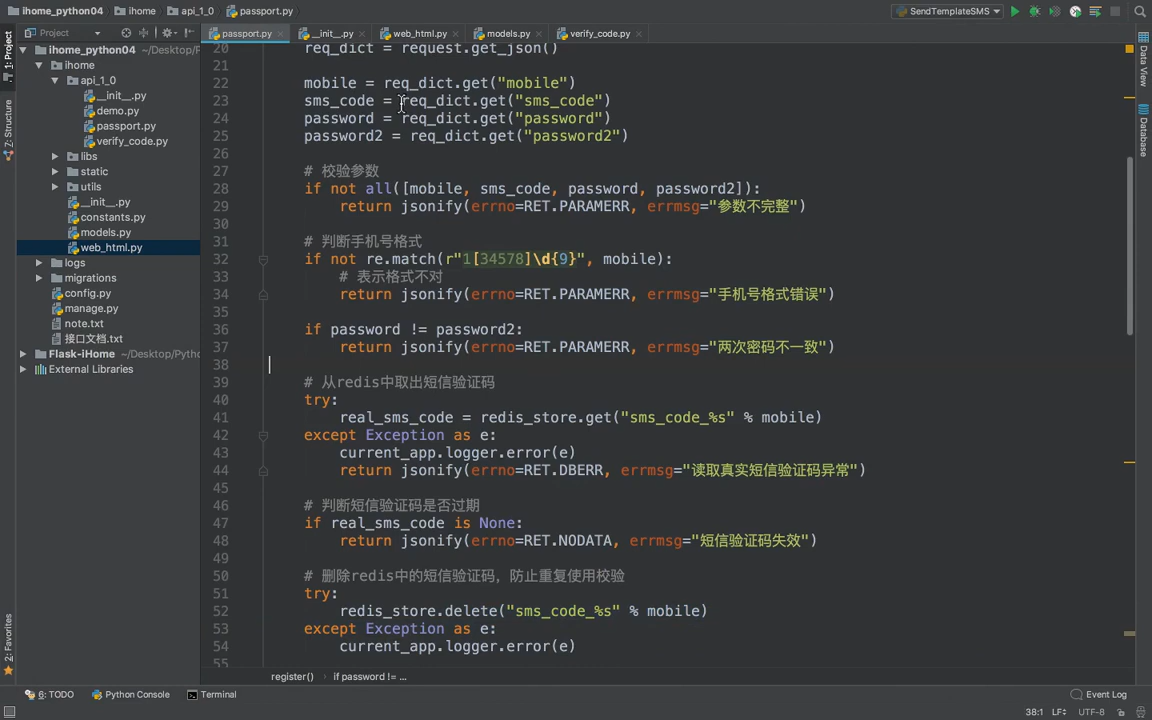 ihome_python04 ihome api_1_0 passport.py SendTemplateSMS
1: Project
Project
passport.py __init__.py web_html.py models.py verify_code.py
ihome_python04 ~/Desktop/P
ihome
api_1_0
__init__.py
demo.py
passport.py
verify_code.py
libs
static
utils
__init__.py
constants.py
models.py
web_html.py
logs
migrations
config.py
manage.py
note.txt
接口文档.txt
Flask-iHome ~/Desktop/Pytho
External Libraries
Z: Structure
2: Favorites
20 req_dict = request.get_json()
21
22 mobile = req_dict.get("mobile")
23 sms_code = req_dict.get("sms_code")
24 password = req_dict.get("password")
25 password2 = req_dict.get("password2")
26
27 # 校验参数
28 if not all([mobile, sms_code, password, password2]):
29 return jsonify(errno=RET.PARAMERR, errmsg="参数不完整")
30
31 # 判断手机号格式
32 if not re.match(r"1[34578]\d{9}", mobile):
33 # 表示格式不对
34 return jsonify(errno=RET.PARAMERR, errmsg="手机号格式错误")
35
36 if password != password2:
37 return jsonify(errno=RET.PARAMERR, errmsg="两次密码不一致")
38
39 # 从redis中取出短信验证码
40 try:
41 real_sms_code = redis_store.get("sms_code_%s" % mobile)
42 except Exception as e:
43 current_app.logger.error(e)
44 return jsonify(errno=RET.DBERR, errmsg="读取真实短信验证码异常")
45
46 # 判断短信验证码是否过期
47 if real_sms_code is None:
48 return jsonify(errno=RET.NODATA, errmsg="短信验证码失效")
49
50 # 删除redis中的短信验证码，防止重复使用校验
51 try:
52 redis_store.delete("sms_code_%s" % mobile)
53 except Exception as e:
54 current_app.logger.error(e)
55
Data View
Database
register() if password != ...
6: TODO Python Console Terminal Event Log
38:1 LF UTF-8